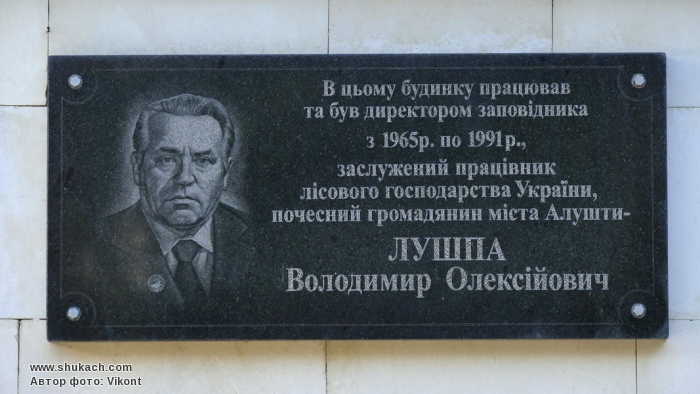 В цьому будинку працював
та був директором заповідника
з 1965р. по 1991р.,
заслужений працівник
лісового господарства України,
почесний громадянин міста Алушти-
ЛУШПА
Володимир Олексійович
www.shukach.com
Автор фото: Vikont